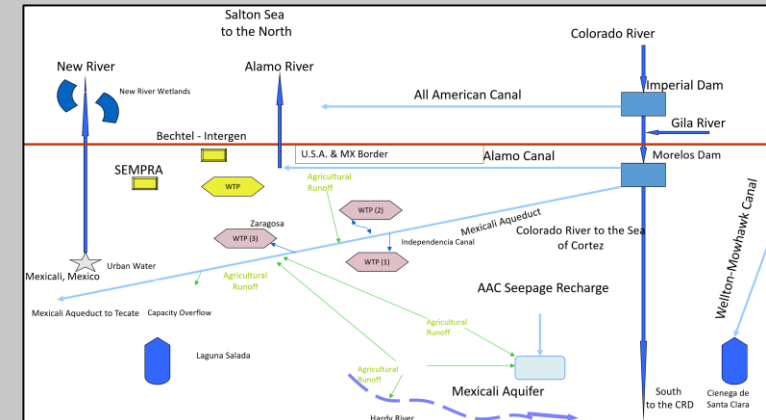 Salton Sea
to the North
Colorado River
New River
Alamo River
New River Wetlands
All American Canal
Imperial Dam
Gila River
Bechtel - Intergen
U.S.A. & MX Border
Alamo Canal
Morelos Dam
SEMPRA
WTP
Agricultural
Runoff
WTP (2)
Mexicali Aqueduct
Wellton-Mowhawk Canal
Zaragosa
WTP (3)
Independencia Canal
Colorado River to the Sea
of Cortez
WTP (1)
Urban Water
Mexicali, Mexico
Agricultural
Runoff
AAC Seepage Recharge
Mexicali Aqueduct to Tecate
Capacity Overflow
Agricultural
Runoff
Laguna Salada
Agricultural
Runoff
Mexicali Aquifer
South
to the CRD
Cienega de
Santa Clara
Hardy River